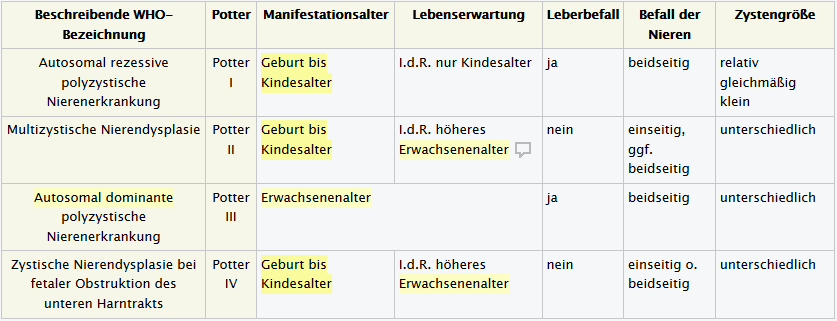 Beschreibende WHO-Bezeichnung Potter Manifestationsalter Lebenserwartung Leberbefall Befall der Nieren Zystengröße
Autosomal rezessive polyzystische Nierenerkrankung Potter I Geburt bis Kindesalter I.d.R. nur Kindesalter ja beidseitig relativ gleichmäßig klein
Multizystische Nierendysplasie Potter II Geburt bis Kindesalter I.d.R. höheres Erwachsenenalter nein einseitig, ggf. beidseitig unterschiedlich
Autosomal dominante polyzystische Nierenerkrankung Potter III Erwachsenenalter ja beidseitig unterschiedlich
Zystische Nierendysplasie bei fetaler Obstruktion des unteren Harntrakts Potter IV Geburt bis Kindesalter I.d.R. höheres Erwachsenenalter nein einseitig o. beidseitig unterschiedlich